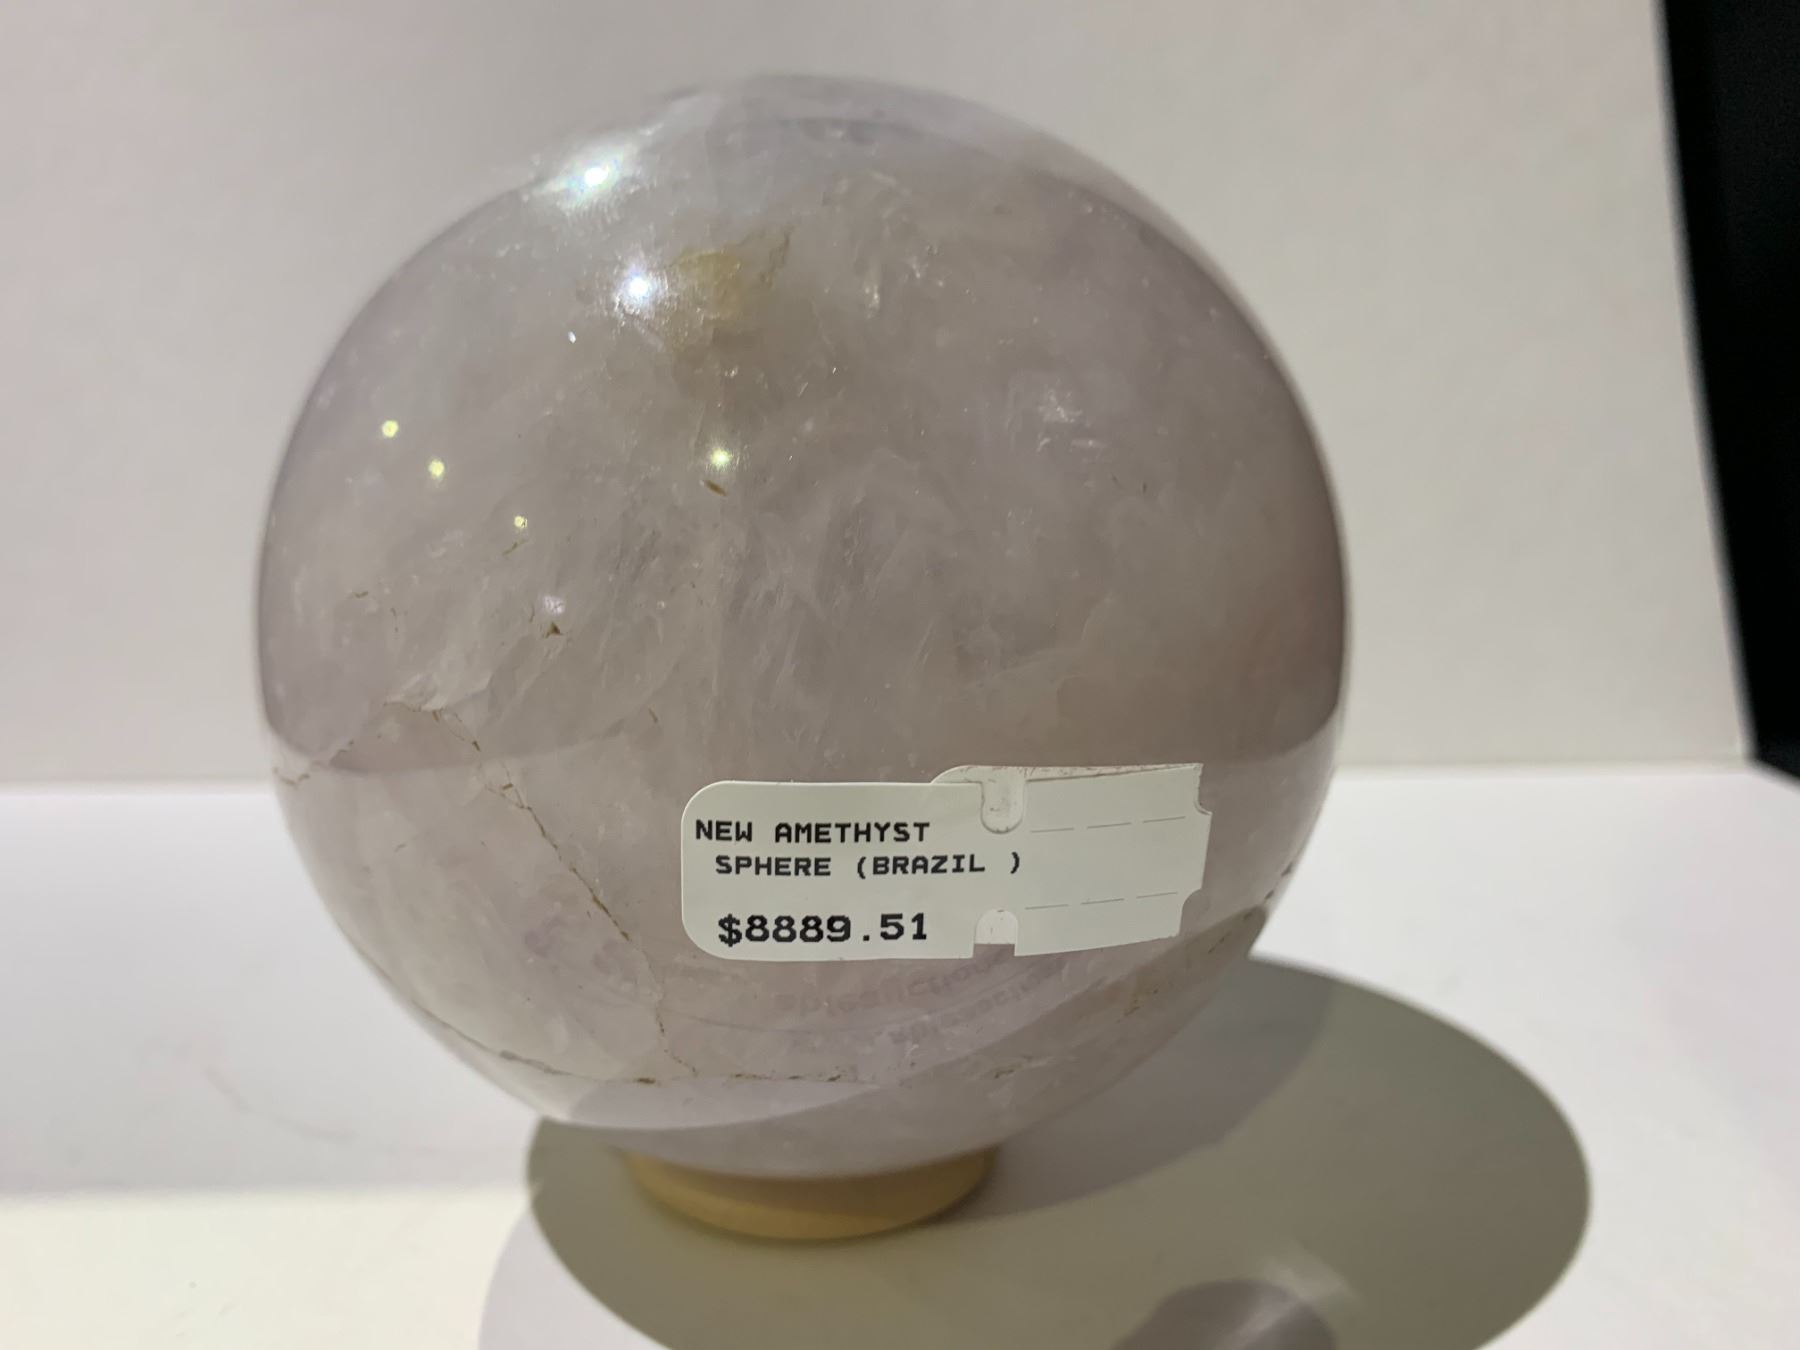 NEW AMETHYST
SPHERE (BRAZIL )
$8889.51